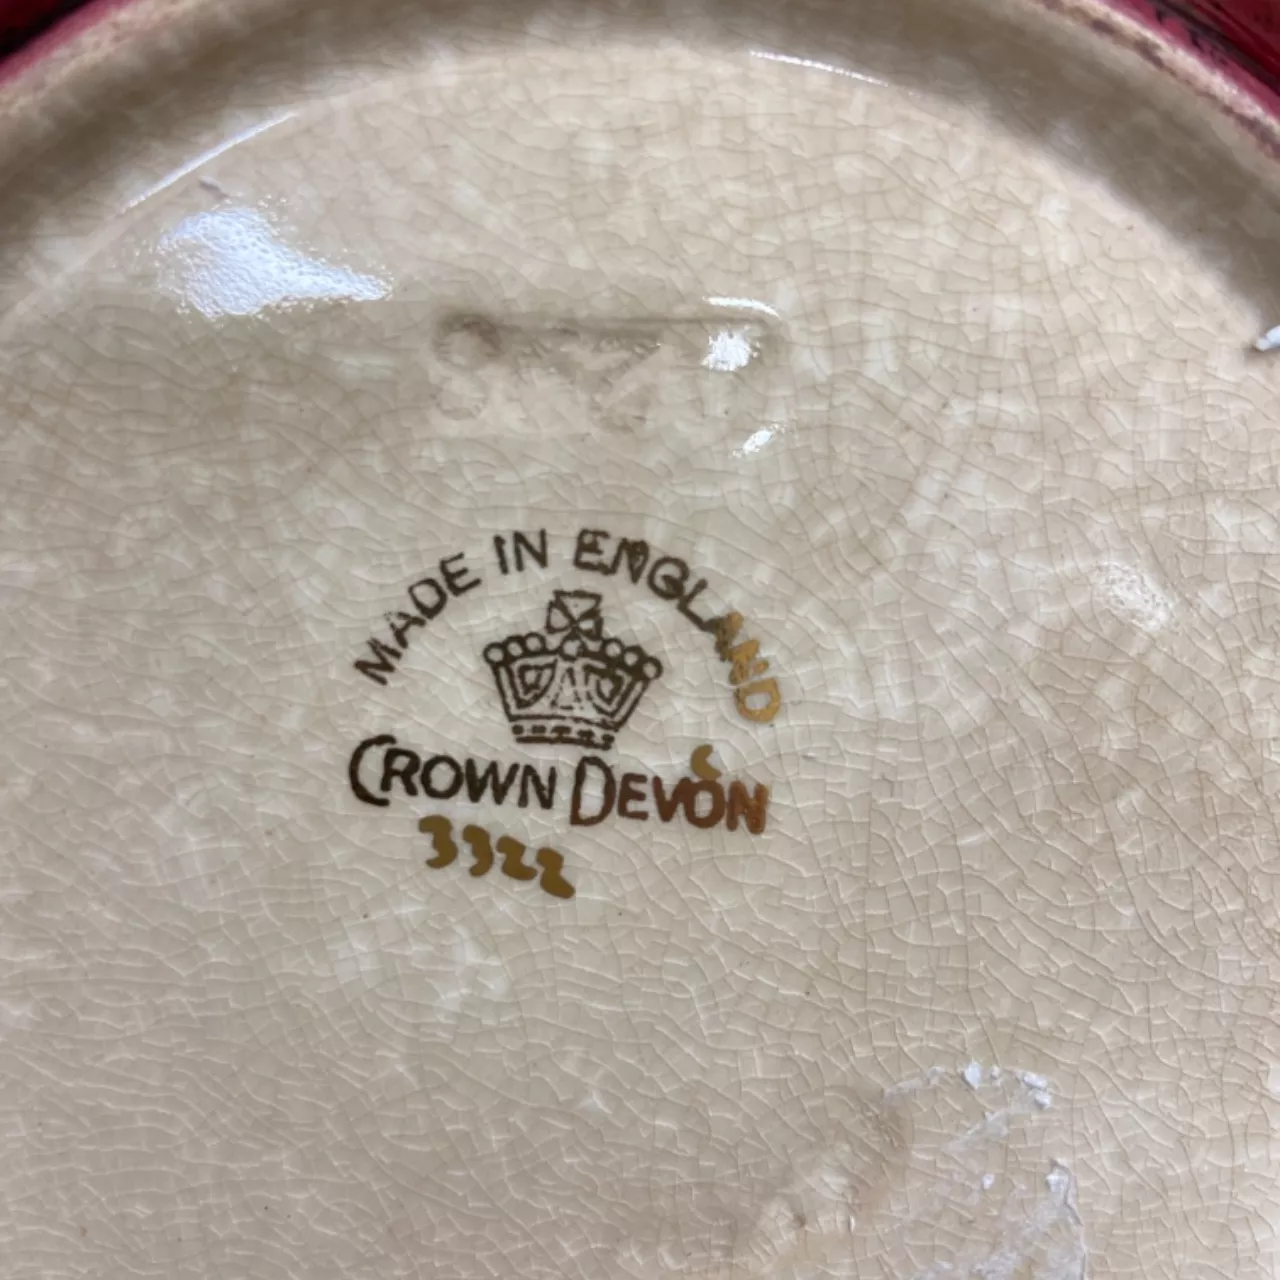 MADE IN ENGLAND
CROWN DEVON
3322